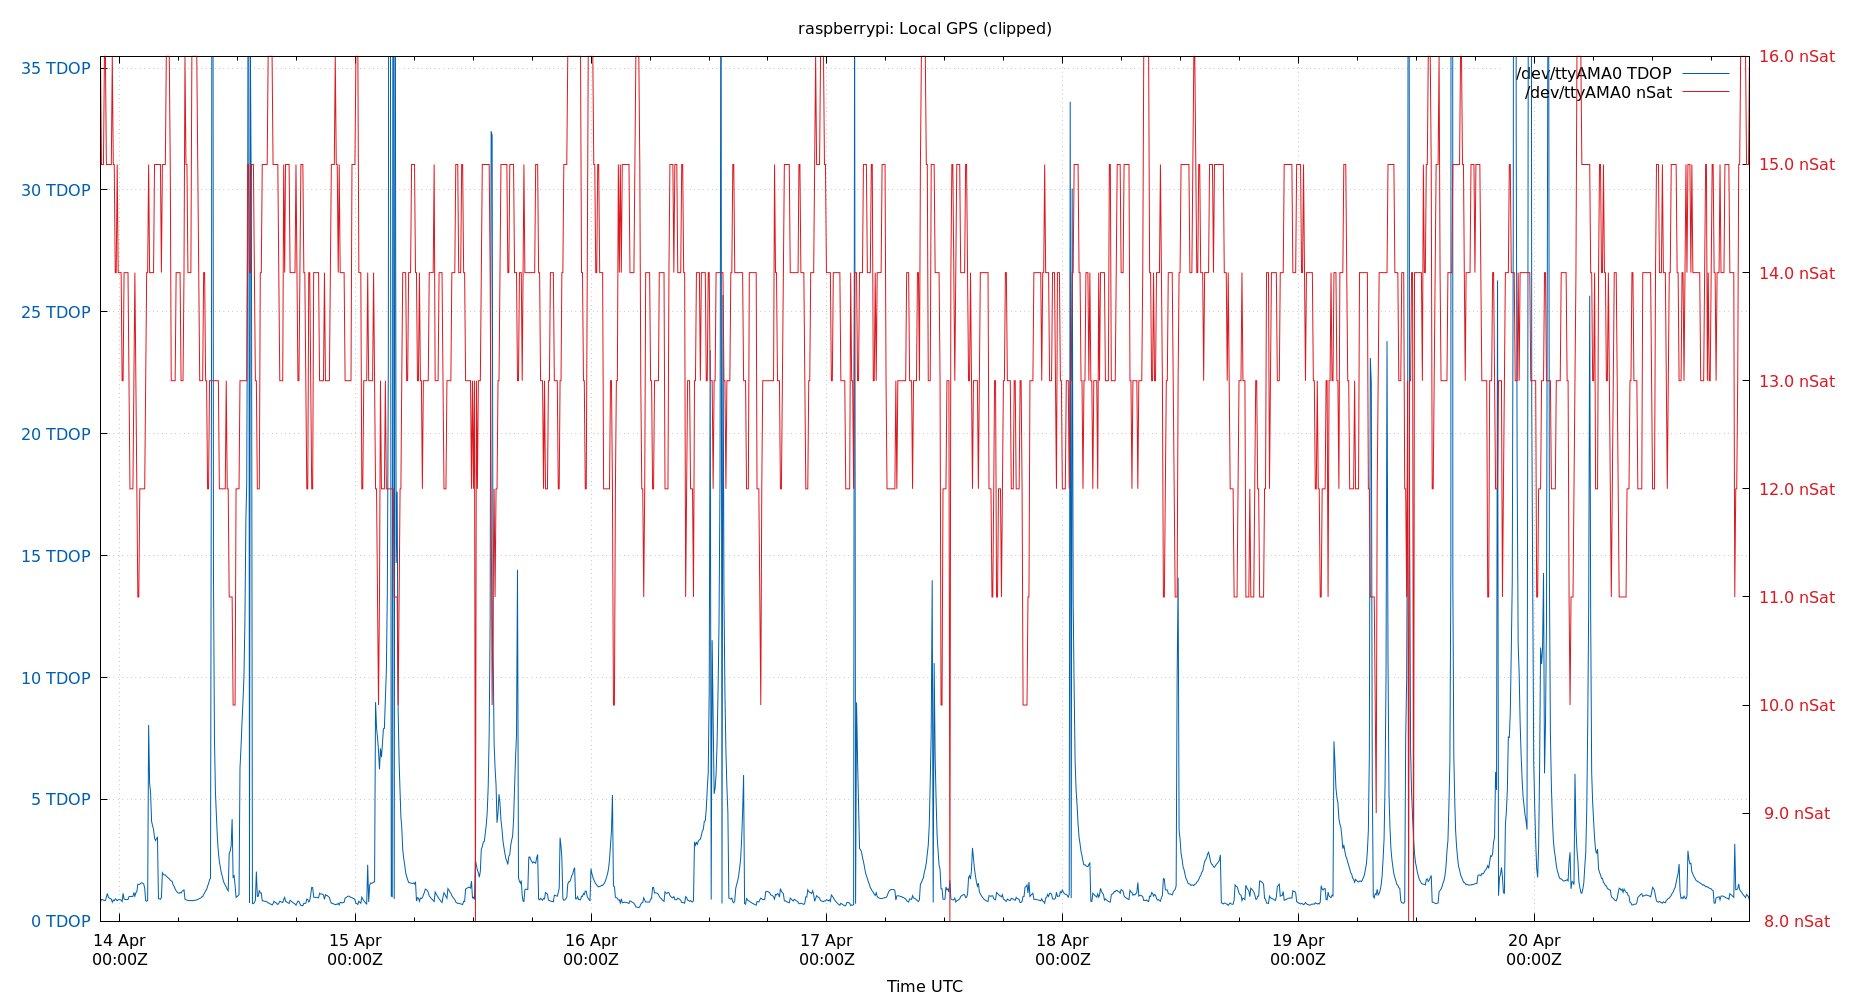 raspberrypi: Local GPS (clipped)
35 TDOP
30 TDOP
25 TDOP
20 TDOP
15 TDOP
10 TDOP
5 TDOP
0 TDOP
16.0 nSat
15.0 nSat
14.0 nSat
13.0 nSat
12.0 nSat
11.0 nSat
10.0 nSat
9.0 nSat
8.0 nSat
/dev/ttyAMA0 TDOP
/dev/ttyAMA0 nSat
14 Apr
00:00Z
15 Apr
00:00Z
16 Apr
00:00Z
17 Apr
00:00Z
18 Apr
00:00Z
19 Apr
00:00Z
20 Apr
00:00Z
Time UTC